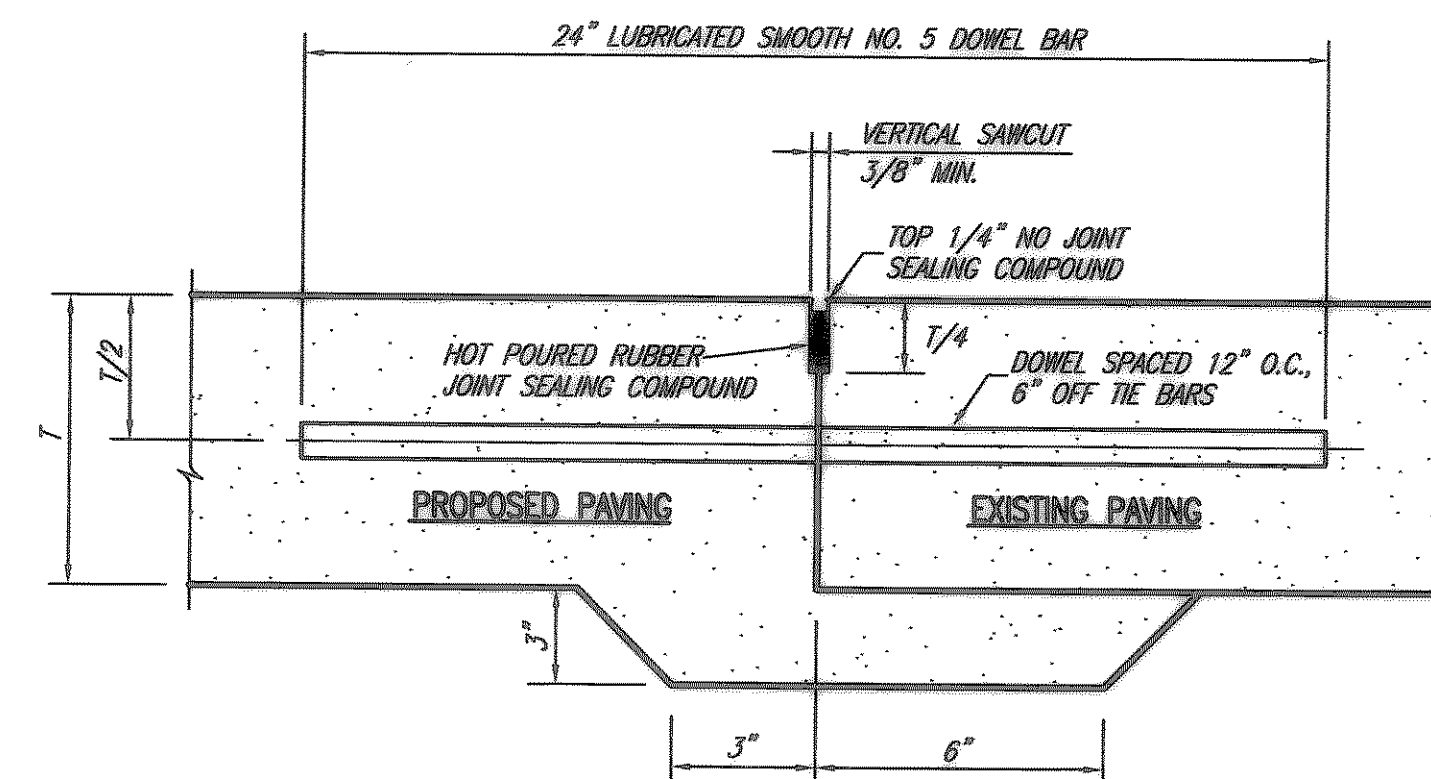 24" LUBRICATED SMOOTH NO. 5 DOWEL BAR
VERTICAL SAWCUT
3/8" MIN.
TOP 1/4" NO JOINT
SEALING COMPOUND
T/2
T/4
HOT POURED RUBBER
JOINT SEALING COMPOUND
DOWEL SPACED 12" O.C.,
6" OFF TIE BARS
T
PROPOSED PAVING
EXISTING PAVING
3"
3"
6"